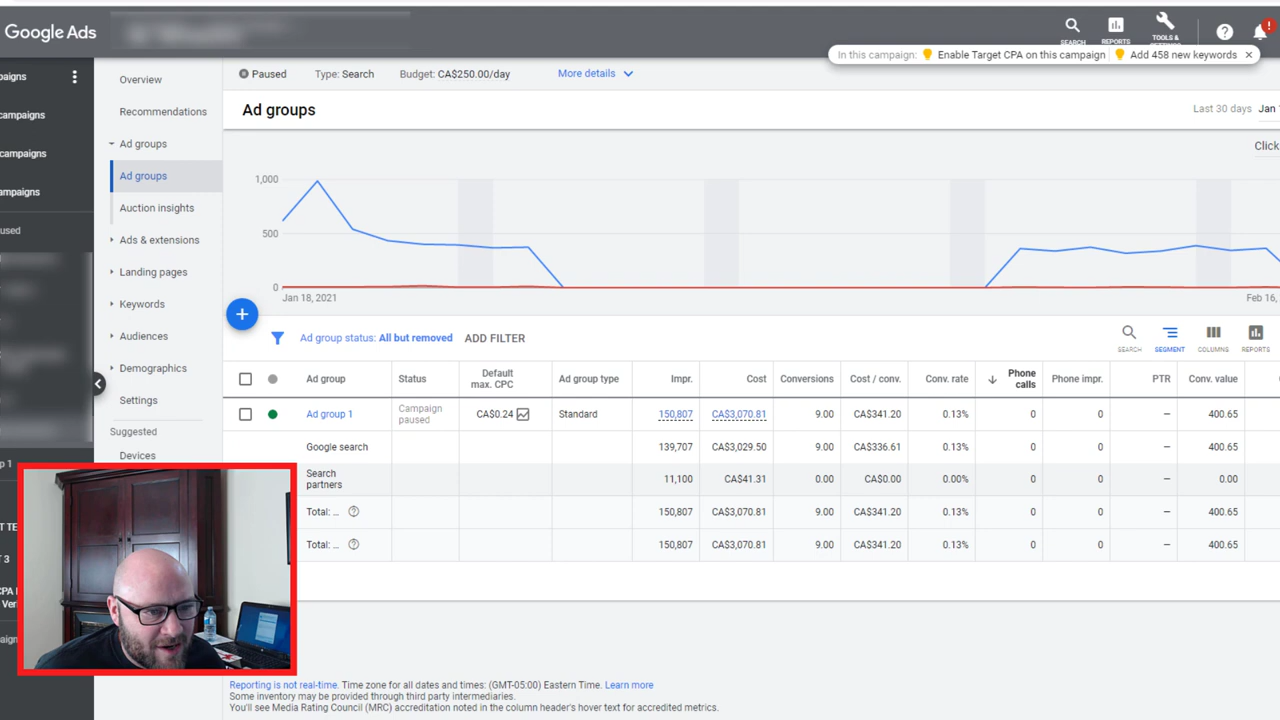 Google Ads
SEARCH
REPORTS
TOOLS &
In this campaign: Enable Target CPA on this campaign Add 458 new keywords ×
paigns
campaigns
campaigns
ampaigns
used
p 1
T TE
T 3
CPA
Veri
paign
Overview
Recommendations
Ad groups
Ad groups
Auction insights
Ads & extensions
Landing pages
Keywords
Audiences
Demographics
Settings
Suggested
Devices
Paused Type: Search Budget: CA$250.00/day More details
Ad groups
Last 30 days Jan
Click
1,000
500
0
Jan 18, 2021 Feb 16,
Ad group status: All but removed ADD FILTER
SEARCH SEGMENT COLUMNS REPORTS
Ad group Status Default max. CPC Ad group type Impr. Cost Conversions Cost / conv. Conv. rate Phone calls Phone impr. PTR Conv. value
Ad group 1 Campaign paused CA$0.24 Standard 150,807 CA$3,070.81 9.00 CA$341.20 0.13% 0 0 — 400.65
Google search 139,707 CA$3,029.50 9.00 CA$336.61 0.13% 0 0 — 400.65
Search partners 11,100 CA$41.31 0.00 CA$0.00 0.00% 0 0 — 0.00
Total: ... 150,807 CA$3,070.81 9.00 CA$341.20 0.13% 0 0 — 400.65
Total: ... 150,807 CA$3,070.81 9.00 CA$341.20 0.13% 0 0 — 400.65
Reporting is not real-time. Time zone for all dates and times: (GMT-05:00) Eastern Time. Learn more
Some inventory may be provided through third party intermediaries.
You'll see Media Rating Council (MRC) accreditation noted in the column header's hover text for accredited metrics.